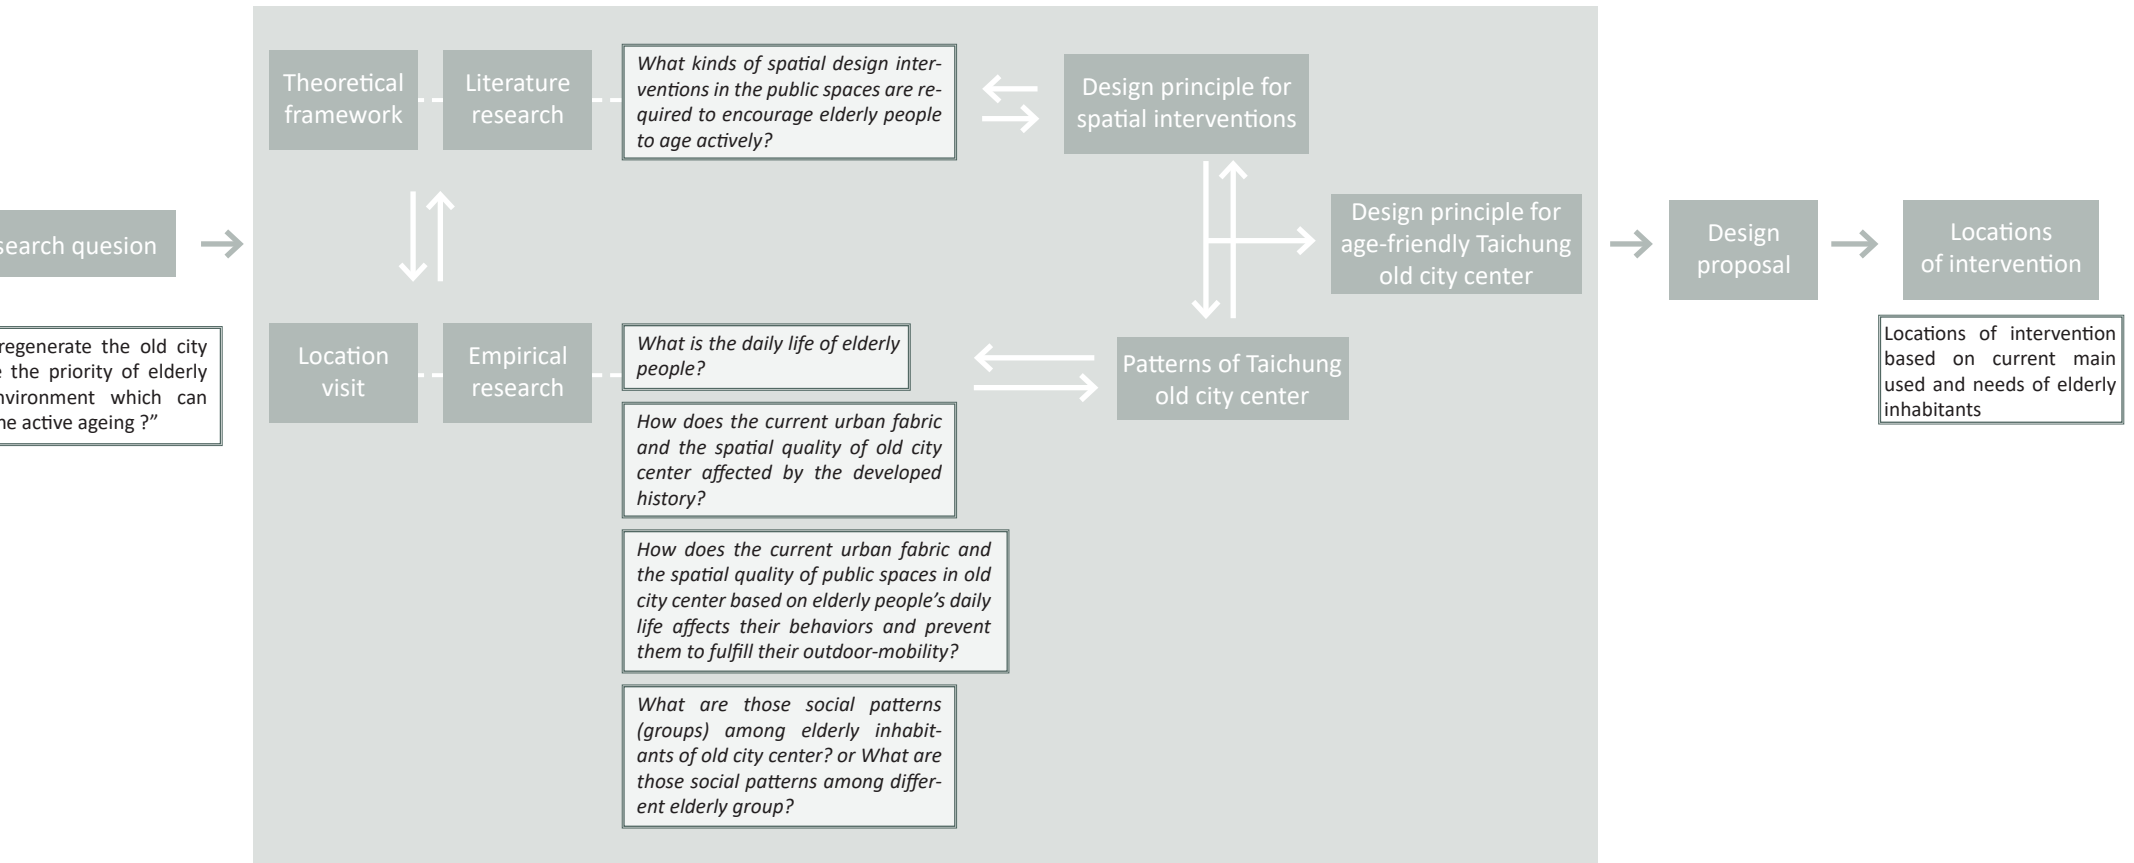 search quesion
regenerate the old city
the priority of elderly
nvironment which can
active ageing ?”
Theoretical
framework
Literature
research
What kinds of spatial design inter-
ventions in the public spaces are re-
quired to encourage elderly people
to age actively?
Design principle for
spatial interventions
Location
visit
Empirical
research
What is the daily life of elderly
people?
How does the current urban fabric
and the spatial quality of old city
center affected by the developed
history?
How does the current urban fabric and
the spatial quality of public spaces in old
city center based on elderly people’s daily
life affects their behaviors and prevent
them to fulfill their outdoor-mobility?
What are those social patterns
(groups) among elderly inhabit-
ants of old city center? or What are
those social patterns among differ-
ent elderly group?
Patterns of Taichung
old city center
Design principle for
age-friendly Taichung
old city center
Design
proposal
Locations
of intervention
Locations of intervention
based on current main
used and needs of elderly
inhabitants